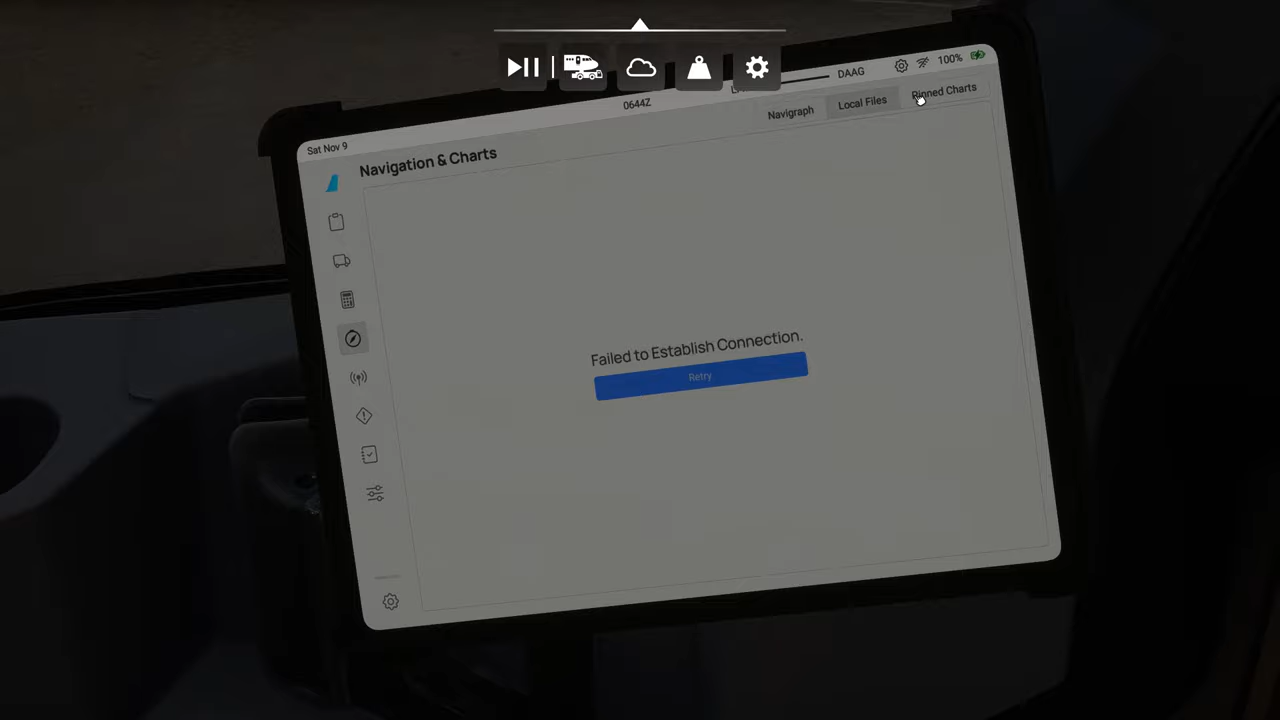 0644Z
DAAG
100%
Sat Nov 9
Navigation & Charts
Navigraph
Local Files
Pinned Charts
Failed to Establish Connection.
Retry